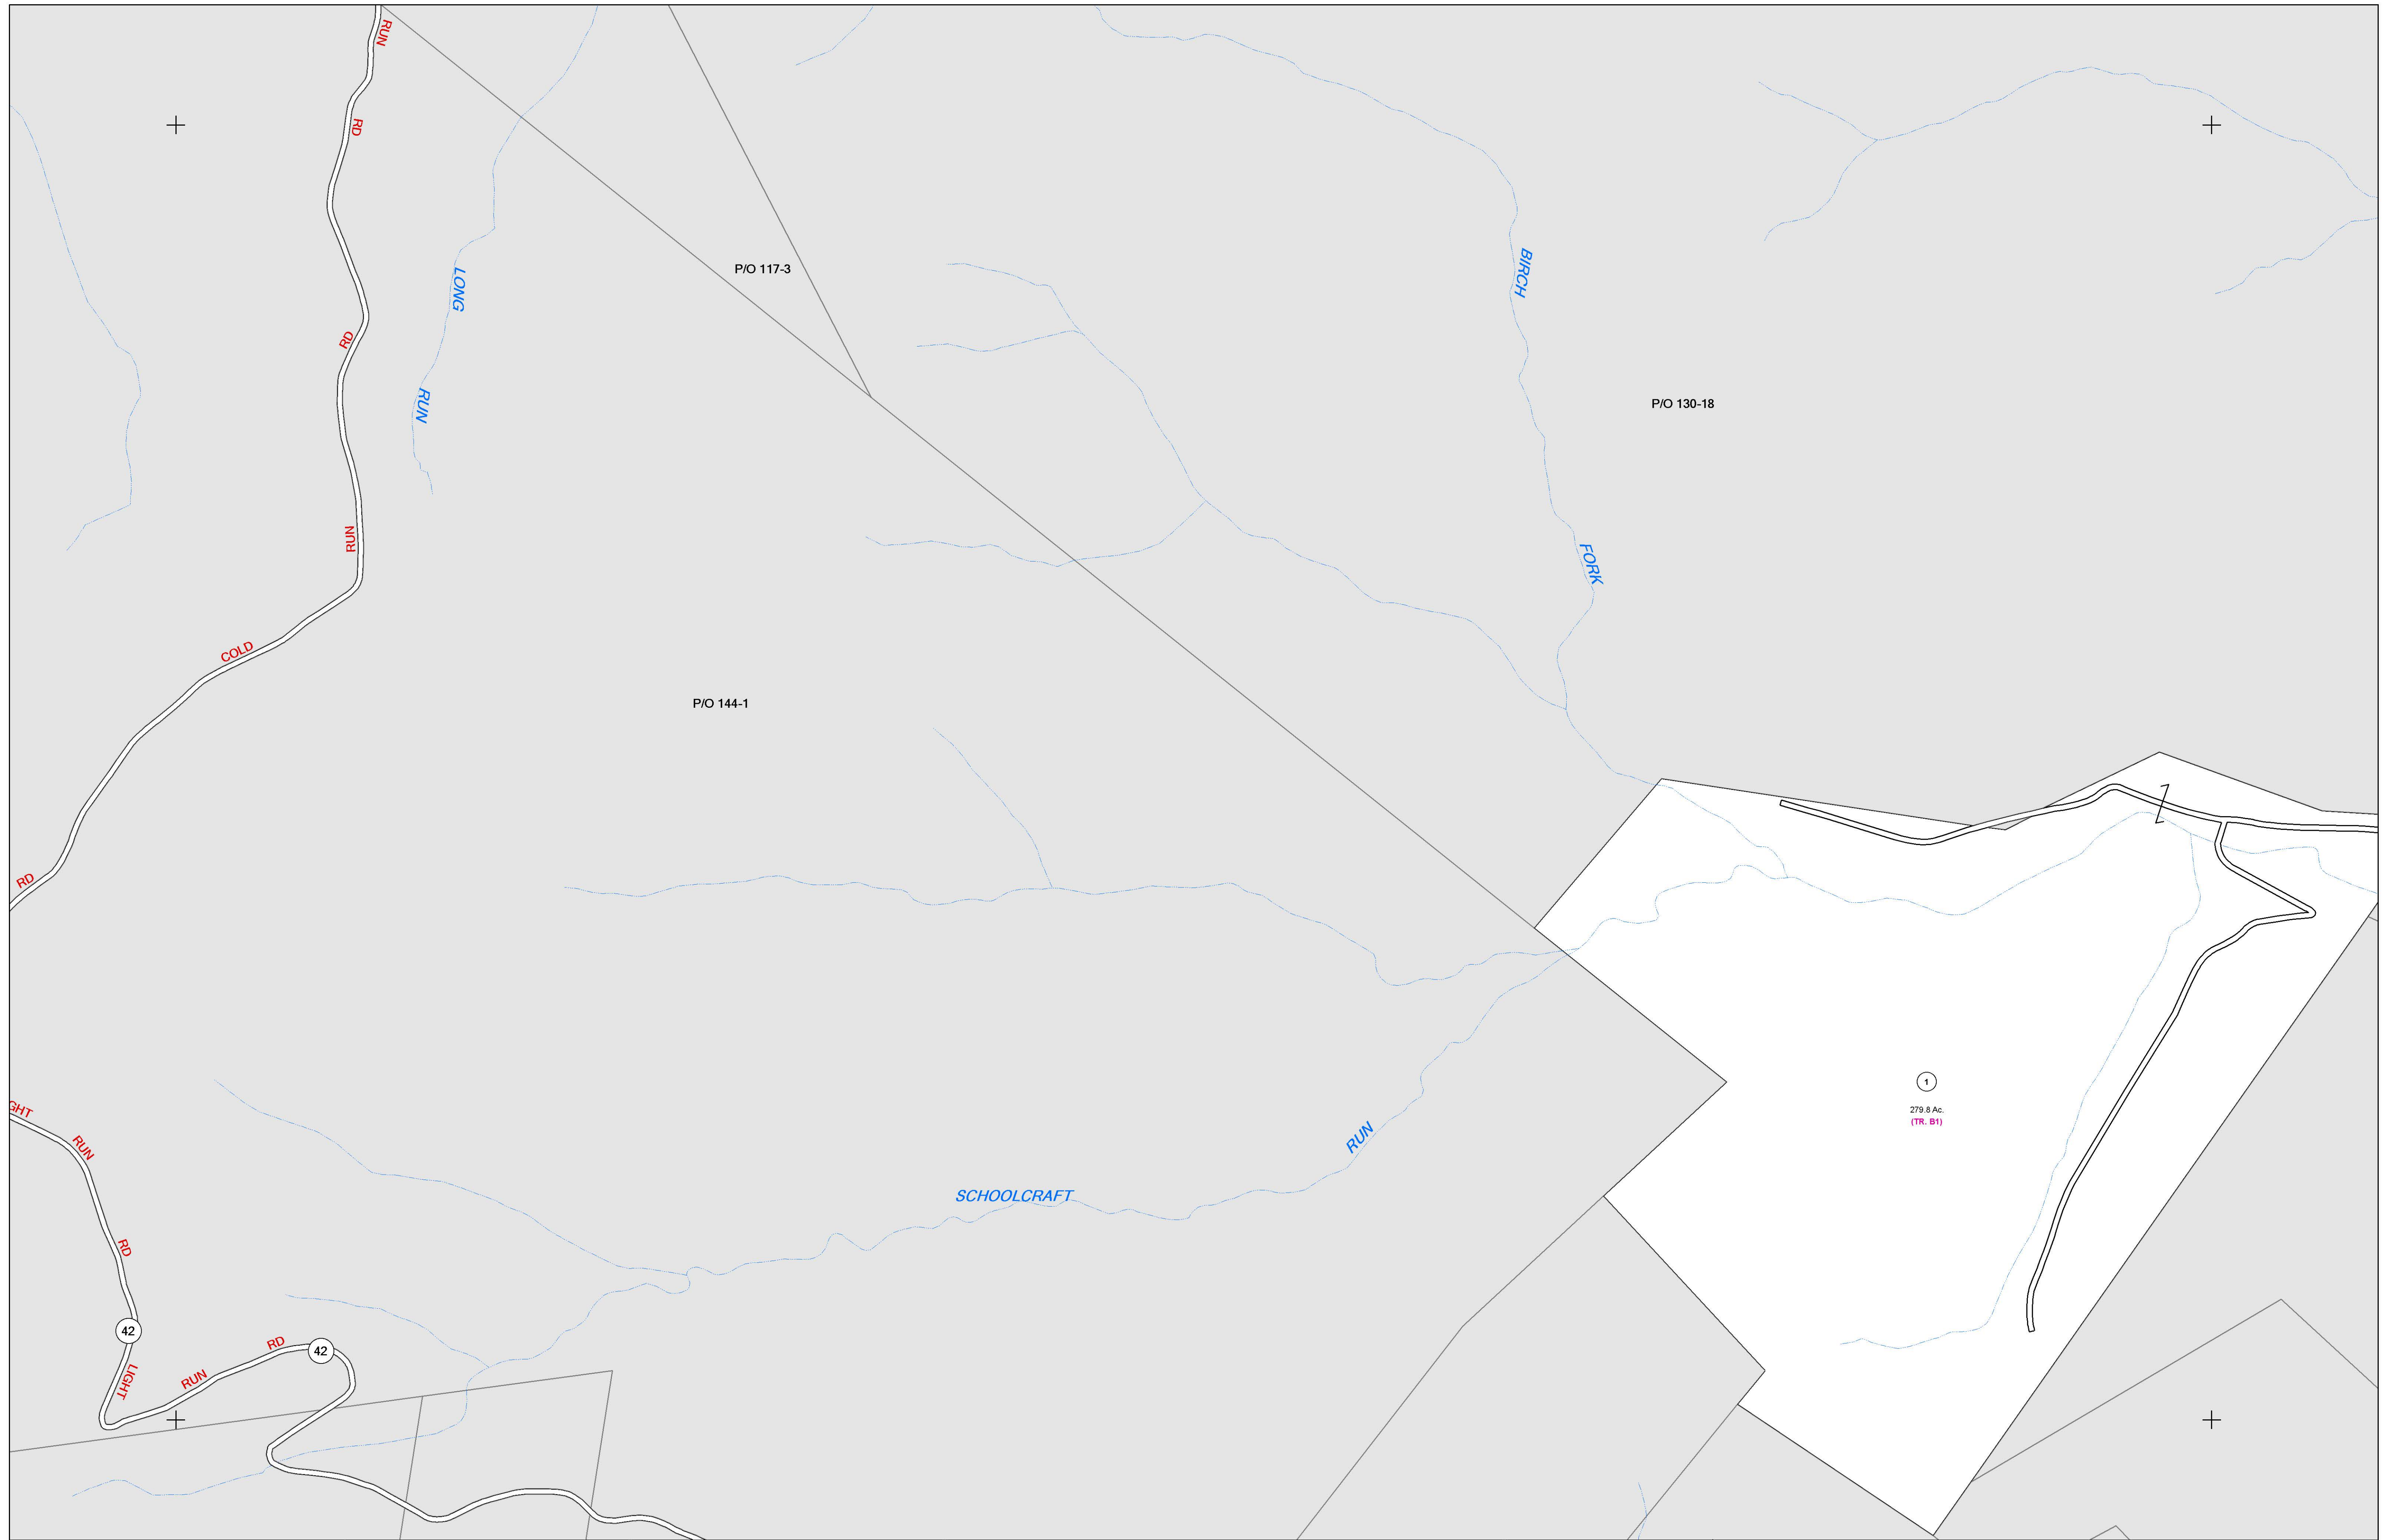 RUN
RD
P/O 117-3
LONG
BIRCH
RD
RUN
P/O 130-18
RUN
FORK
COLD
P/O 144-1
RD
1
279.8 Ac.
(TR. B1)
GHT
RUN
RUN
SCHOOLCRAFT
RD
42
RD
42
LIGHT
RUN